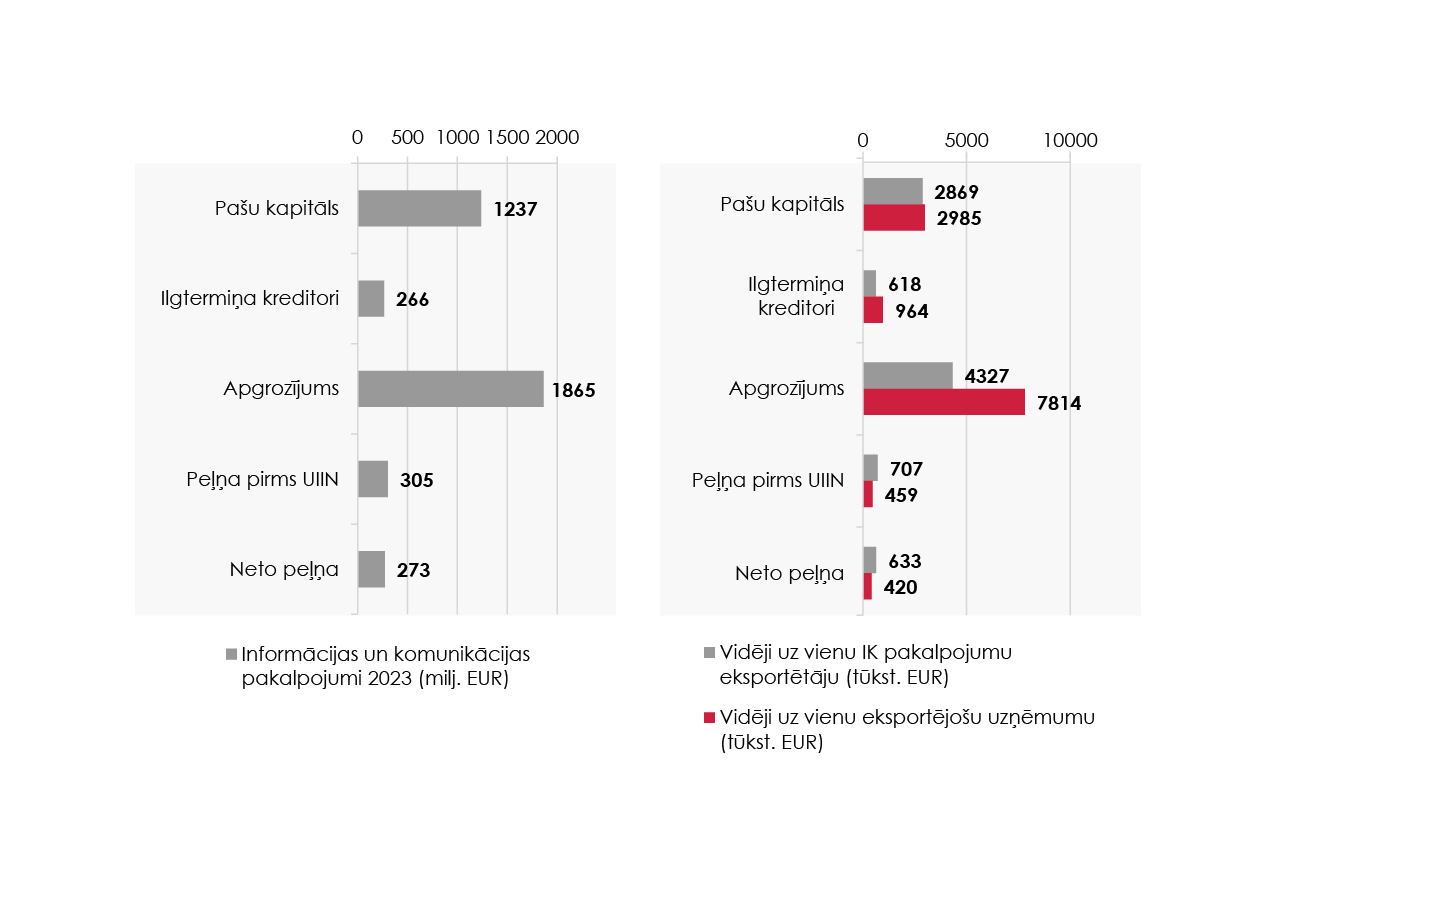 0 500 1000 1500 2000
Pašu kapitāls 1237
Ilgtermiņa kreditori 266
Apgrozījums 1865
Peļņa pirms UIIN 305
Neto peļņa 273
Informācijas un komunikācijas
pakalpojumi 2023 (milj. EUR)
0 5000 10000
Pašu kapitāls
2869
2985
Ilgtermiņa
kreditori
618
964
Apgrozījums
4327
7814
Peļņa pirms UIIN
707
459
Neto peļņa
633
420
Vidēji uz vienu IK pakalpojumu
eksportētāju (tūkst. EUR)
Vidēji uz vienu eksportējošu uzņēmumu
(tūkst. EUR)